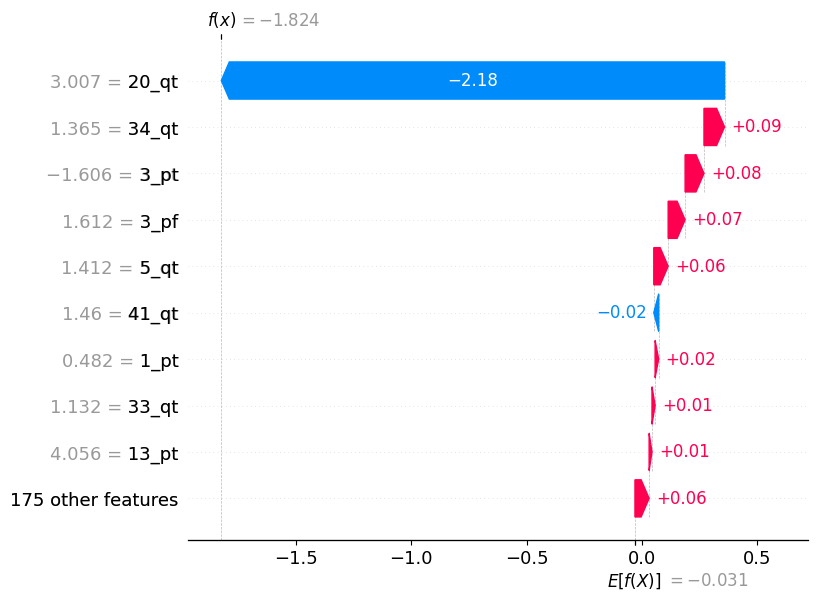 f(x) = −1.824
3.007 = 20_qt
−2.18
1.365 = 34_qt
+0.09
−1.606 = 3_pt
+0.08
1.612 = 3_pf
+0.07
1.412 = 5_qt
+0.06
1.46 = 41_qt
−0.02
0.482 = 1_pt
+0.02
1.132 = 33_qt
+0.01
4.056 = 13_pt
+0.01
175 other features
+0.06
−1.5 −1.0 −0.5 0.0 0.5
E[f(X)] = −0.031